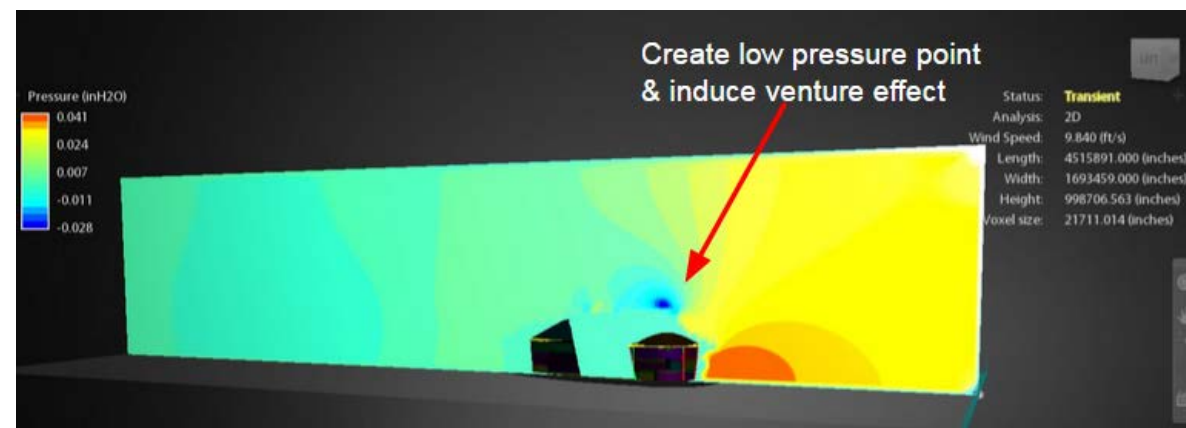 Create low pressure point
& induce venture effect
Pressure (inH2O)
0.041
0.024
0.007
-0.011
-0.028
Status: Transient
Analysis: 2D
Wind Speed: 9.840 (ft/s)
Length: 4515891.000 (inches)
Width: 1693459.000 (inches)
Height: 998706.563 (inches)
Voxel size: 21711.014 (inches)